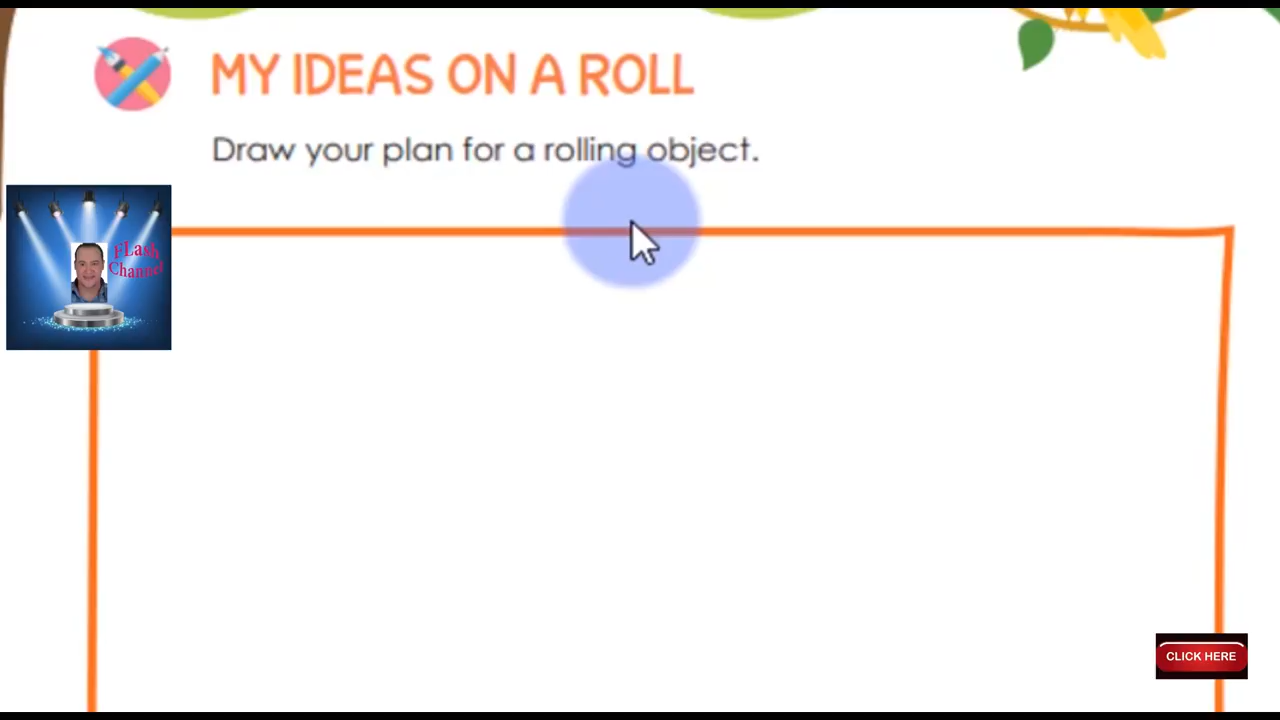 MY IDEAS ON A ROLL
Draw your plan for a rolling object.
FLash
Channel
CLICK HERE